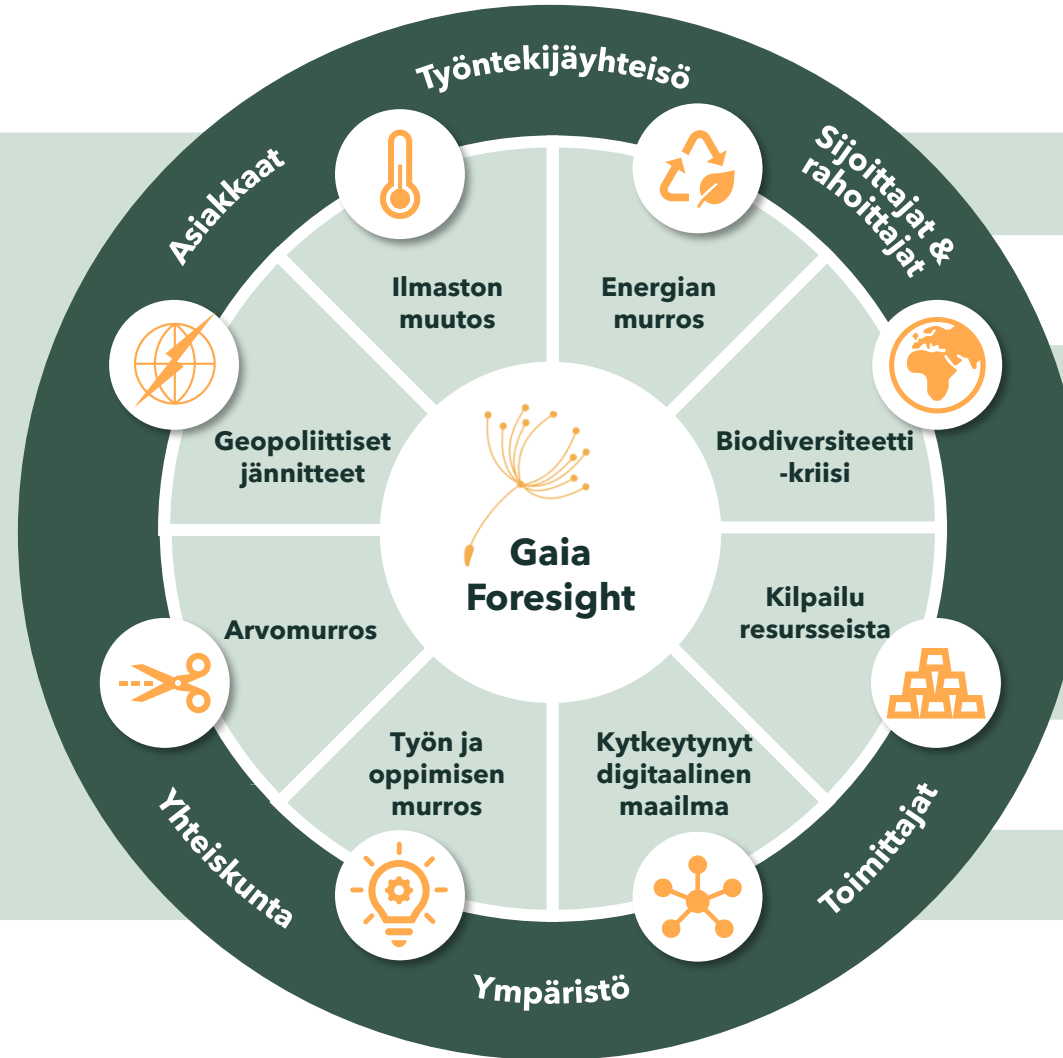 Työntekijäyhteisö
Sijoittajat &
rahoittajat
Asiakkaat
Ilmaston
muutos
Energian
murros
Geopoliittiset
jännitteet
Biodiversiteetti
-kriisi
Gaia
Foresight
Arvomurros
Kilpailu
resursseista
Työn ja
oppimisen
murros
Kytkeytynyt
digitaalinen
maailma
Yhteiskunta
Toimittajat
Ympäristö